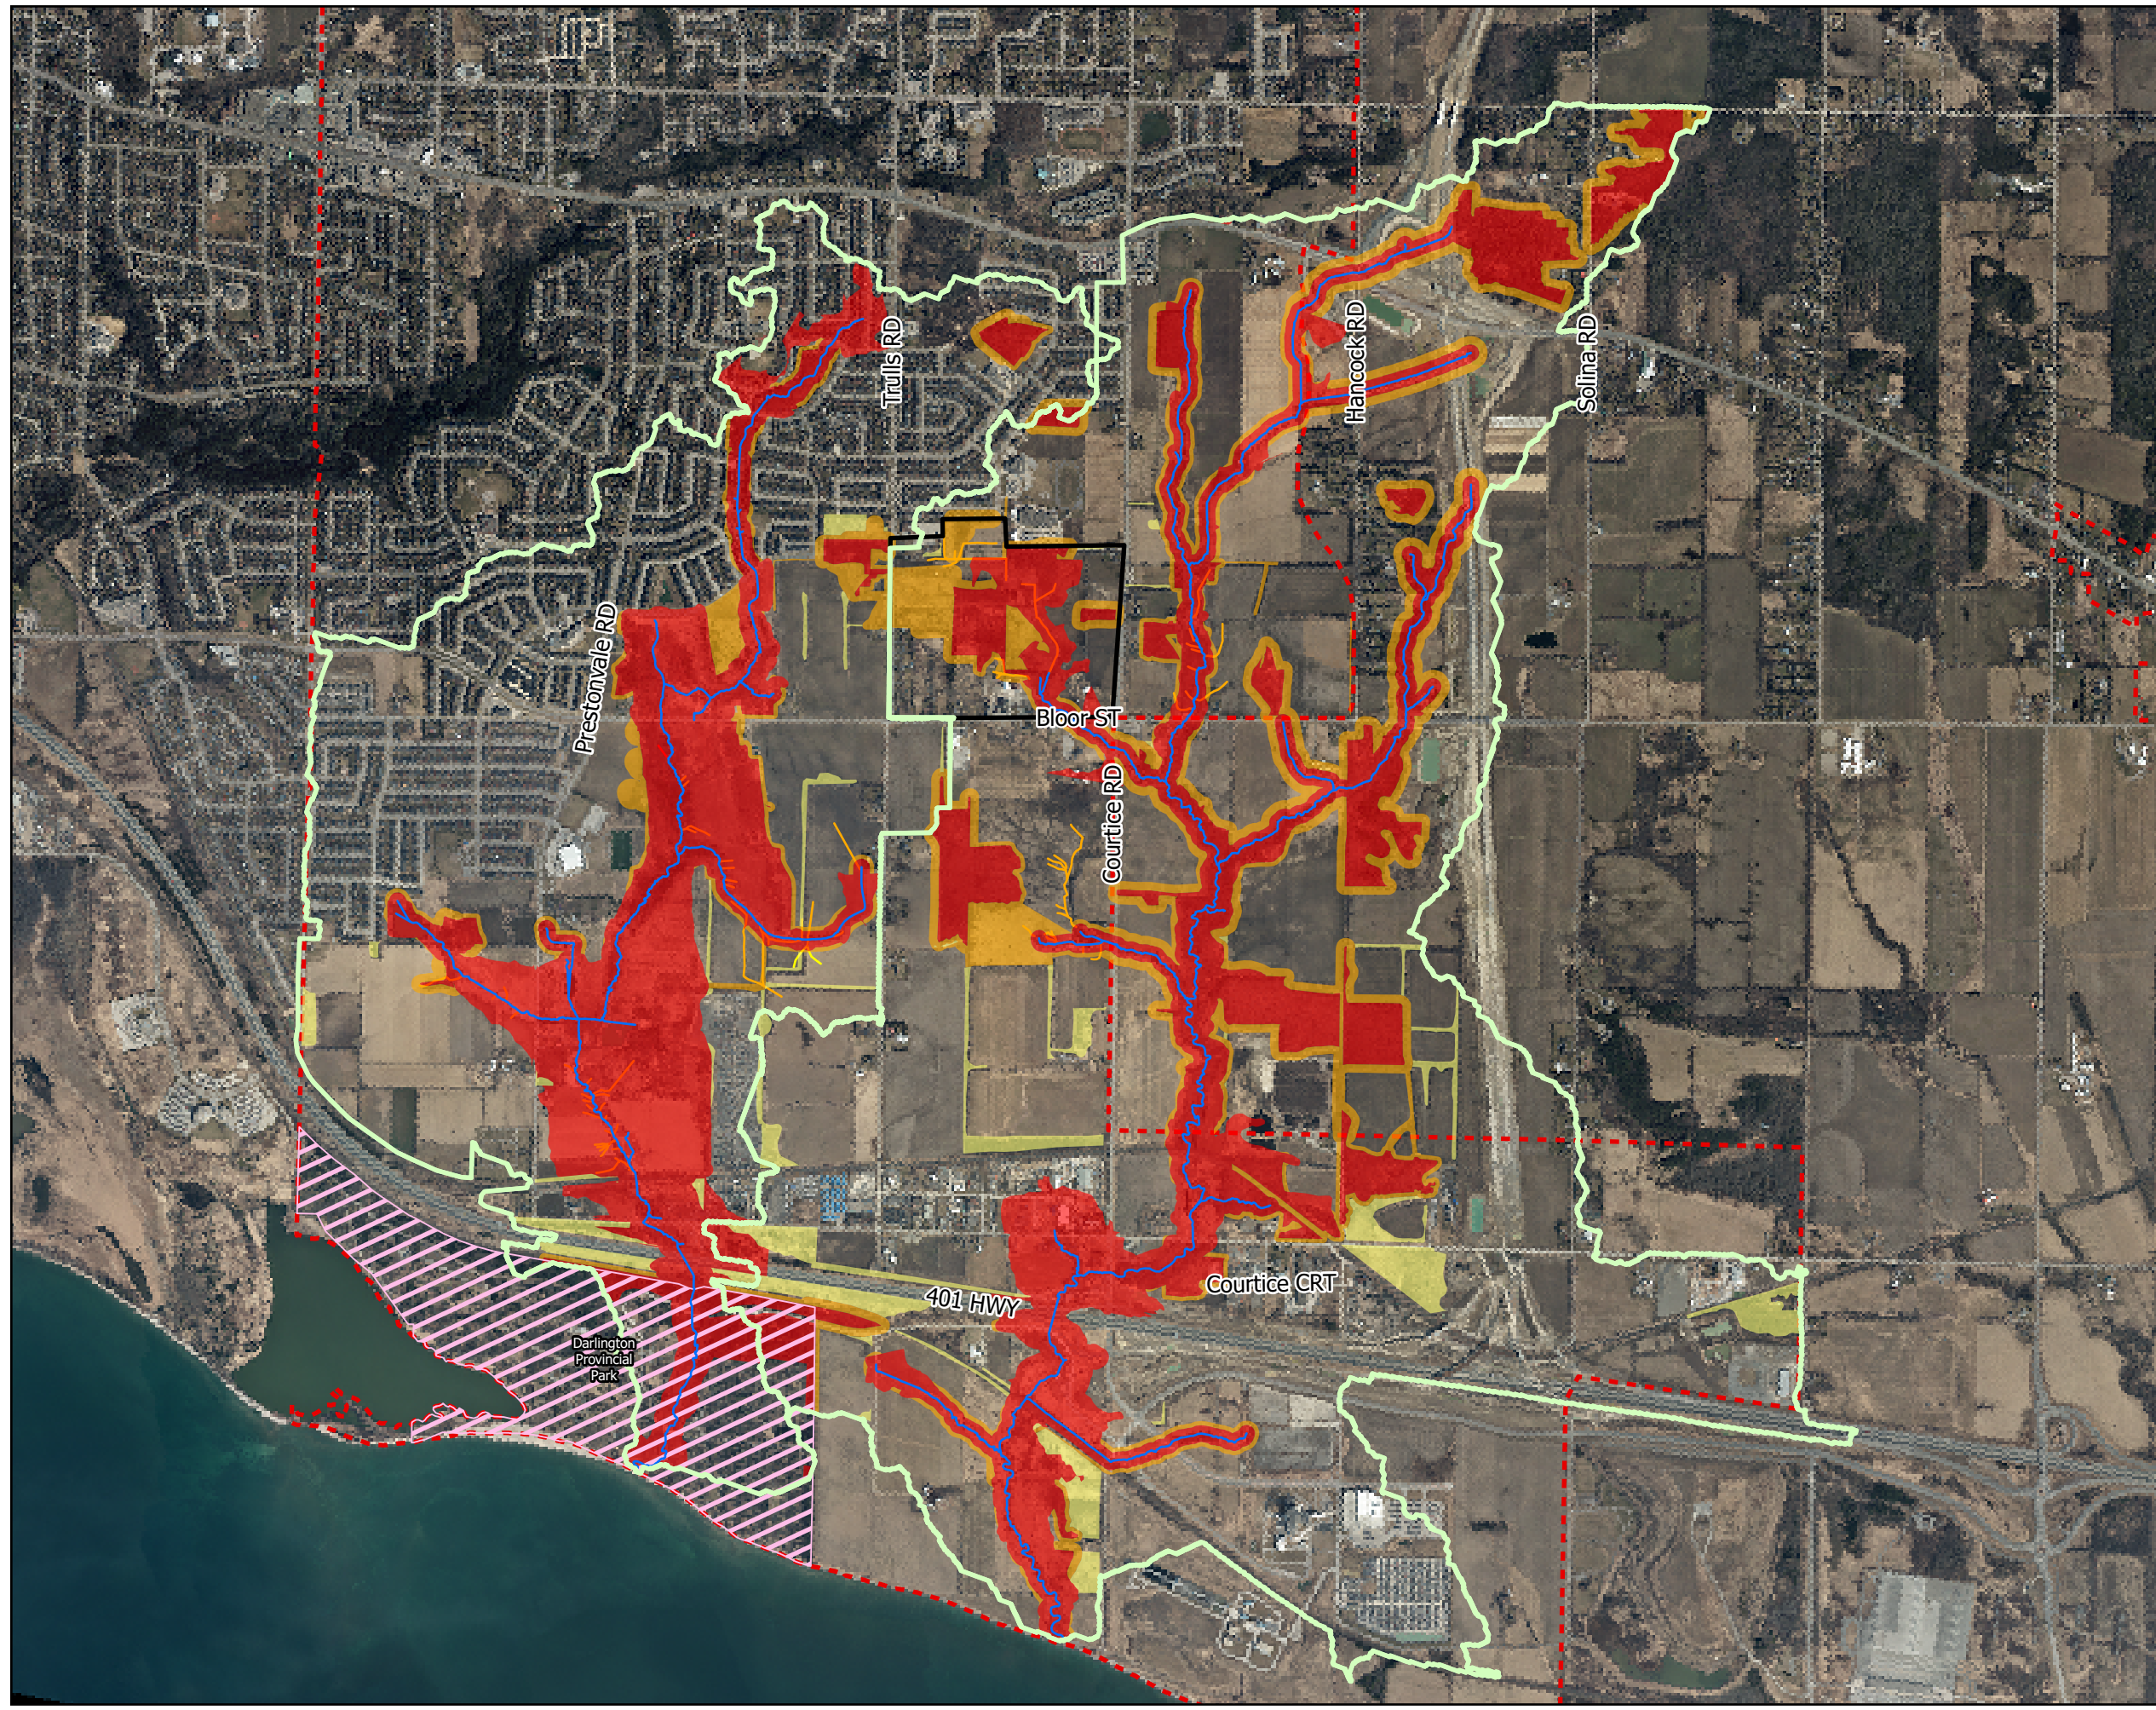 Trulls RD
Hancock RD
Solina RD
Prestonvale RD
Bloor ST
Courtice RD
Courtice CRT
401 HWY
Darlington
Provincial
Park